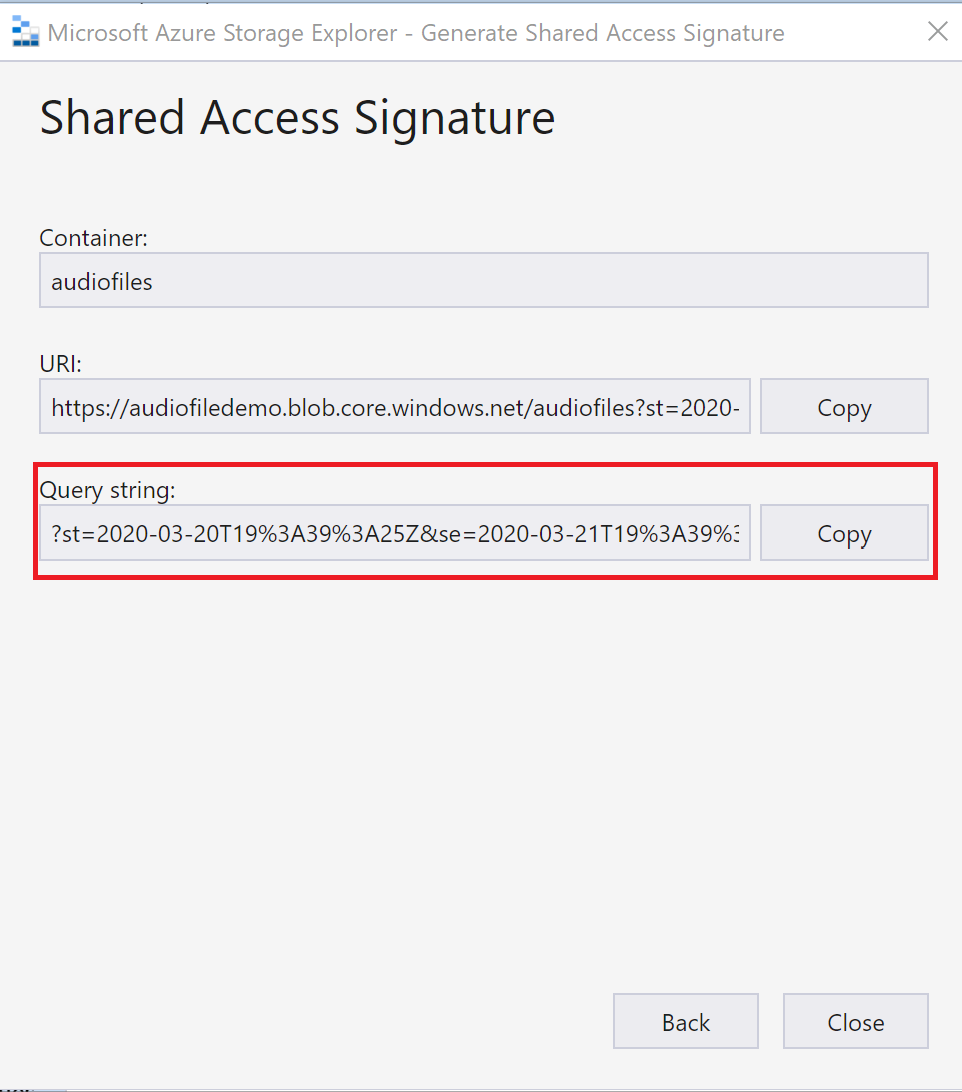 Microsoft Azure Storage Explorer - Generate Shared Access Signature
Shared Access Signature
Container:
audiofiles
URI:
https://audiofiledemo.blob.core.windows.net/audiofiles?st=2020-
Copy
Query string:
?st=2020-03-20T19%3A39%3A25Z&se=2020-03-21T19%3A39%3
Copy
Back
Close